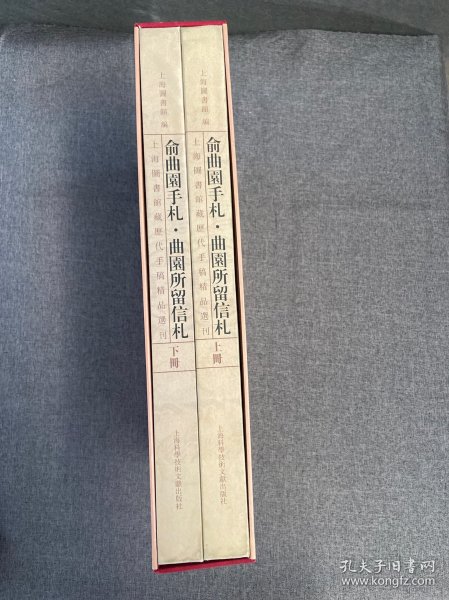 上海圖書館 編
上海圖書館藏歷代手稿精品選刊
俞曲園手札·曲園所留信札
上冊
上海科學技術文獻出版社
上海圖書館 編
上海圖書館藏歷代手稿精品選刊
俞曲園手札·曲園所留信札
下冊
上海科學技術文獻出版社
孔夫子旧书网
www.kongfz.com